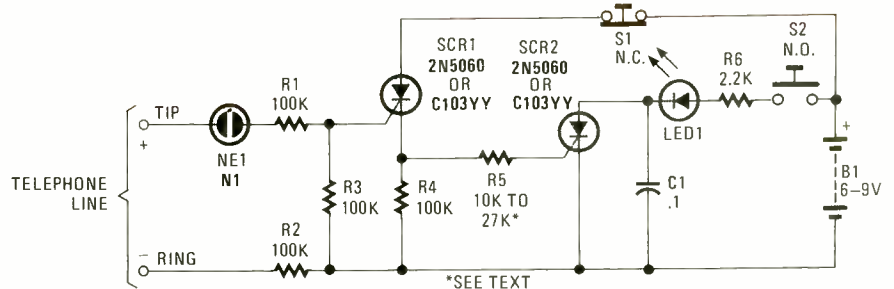 S1
N.C.
S2
N.O.
SCR1
2N5060
OR
C103YY
SCR2
2N5060
OR
C103YY
R6
2.2K
R1
100K
TIP
+
NE1
N1
LED1
+
B1
6–9V
TELEPHONE
LINE
R3
100K
R4
100K
R5
10K TO
27K*
C1
.1
R2
100K
–
RING
*SEE TEXT